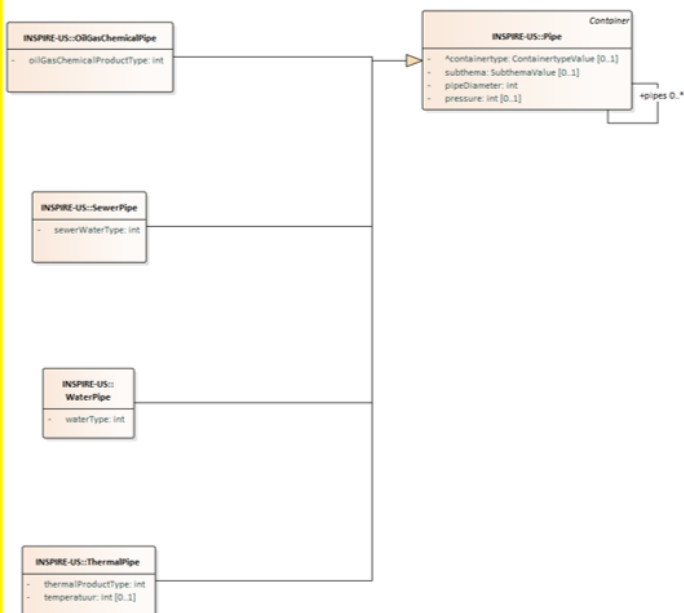 INSPIRE-US::OilGasChemicalPipe
- oilGasChemicalProductType: int
Container
INSPIRE-US::Pipe
- ^containertype: ContainertypeValue [0..1]
- subthema: SubthemaValue [0..1]
- pipeDiameter: int
- pressure: int [0..1]
+pipes 0..*
INSPIRE-US::SewerPipe
- sewerWaterType: int
INSPIRE-US::
WaterPipe
- waterType: int
INSPIRE-US::ThermalPipe
- thermalProductType: int
- temperatuur: int [0..1]